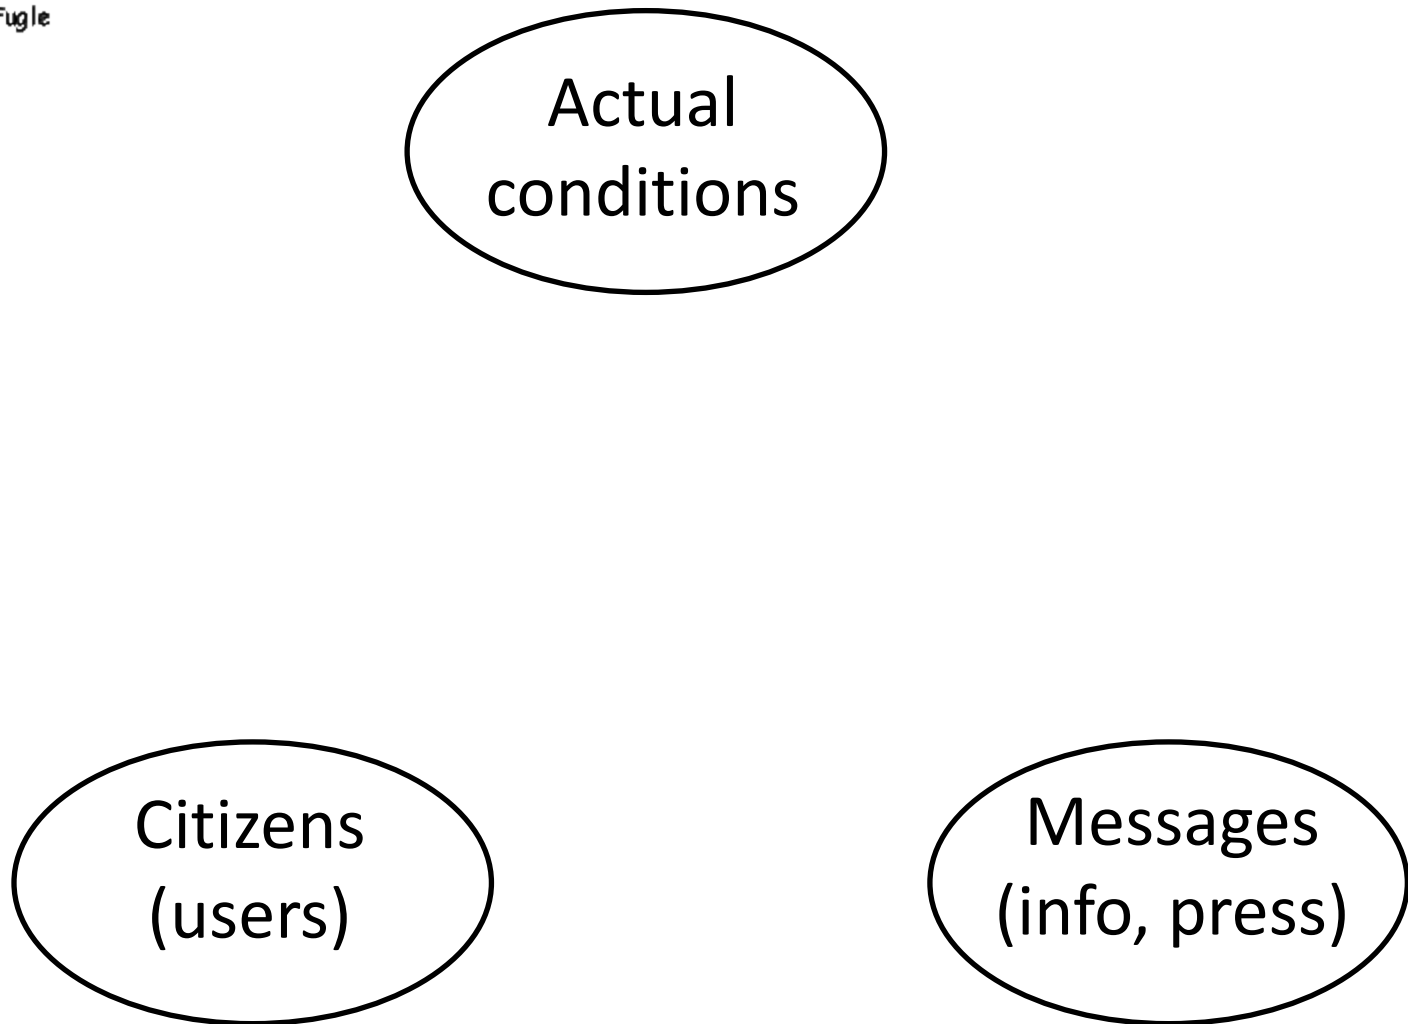 Fugle
Actual
conditions
Citizens
(users)
Messages
(info, press)